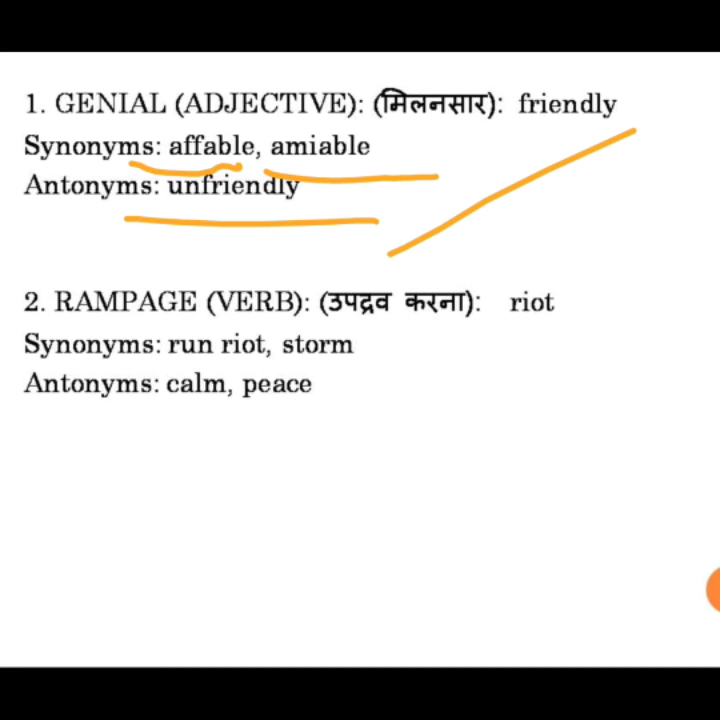 1. GENIAL (ADJECTIVE): (मिलनसार): friendly
Synonyms: affable, amiable
Antonyms: unfriendly
2. RAMPAGE (VERB): (उपद्रव करना): riot
Synonyms: run riot, storm
Antonyms: calm, peace